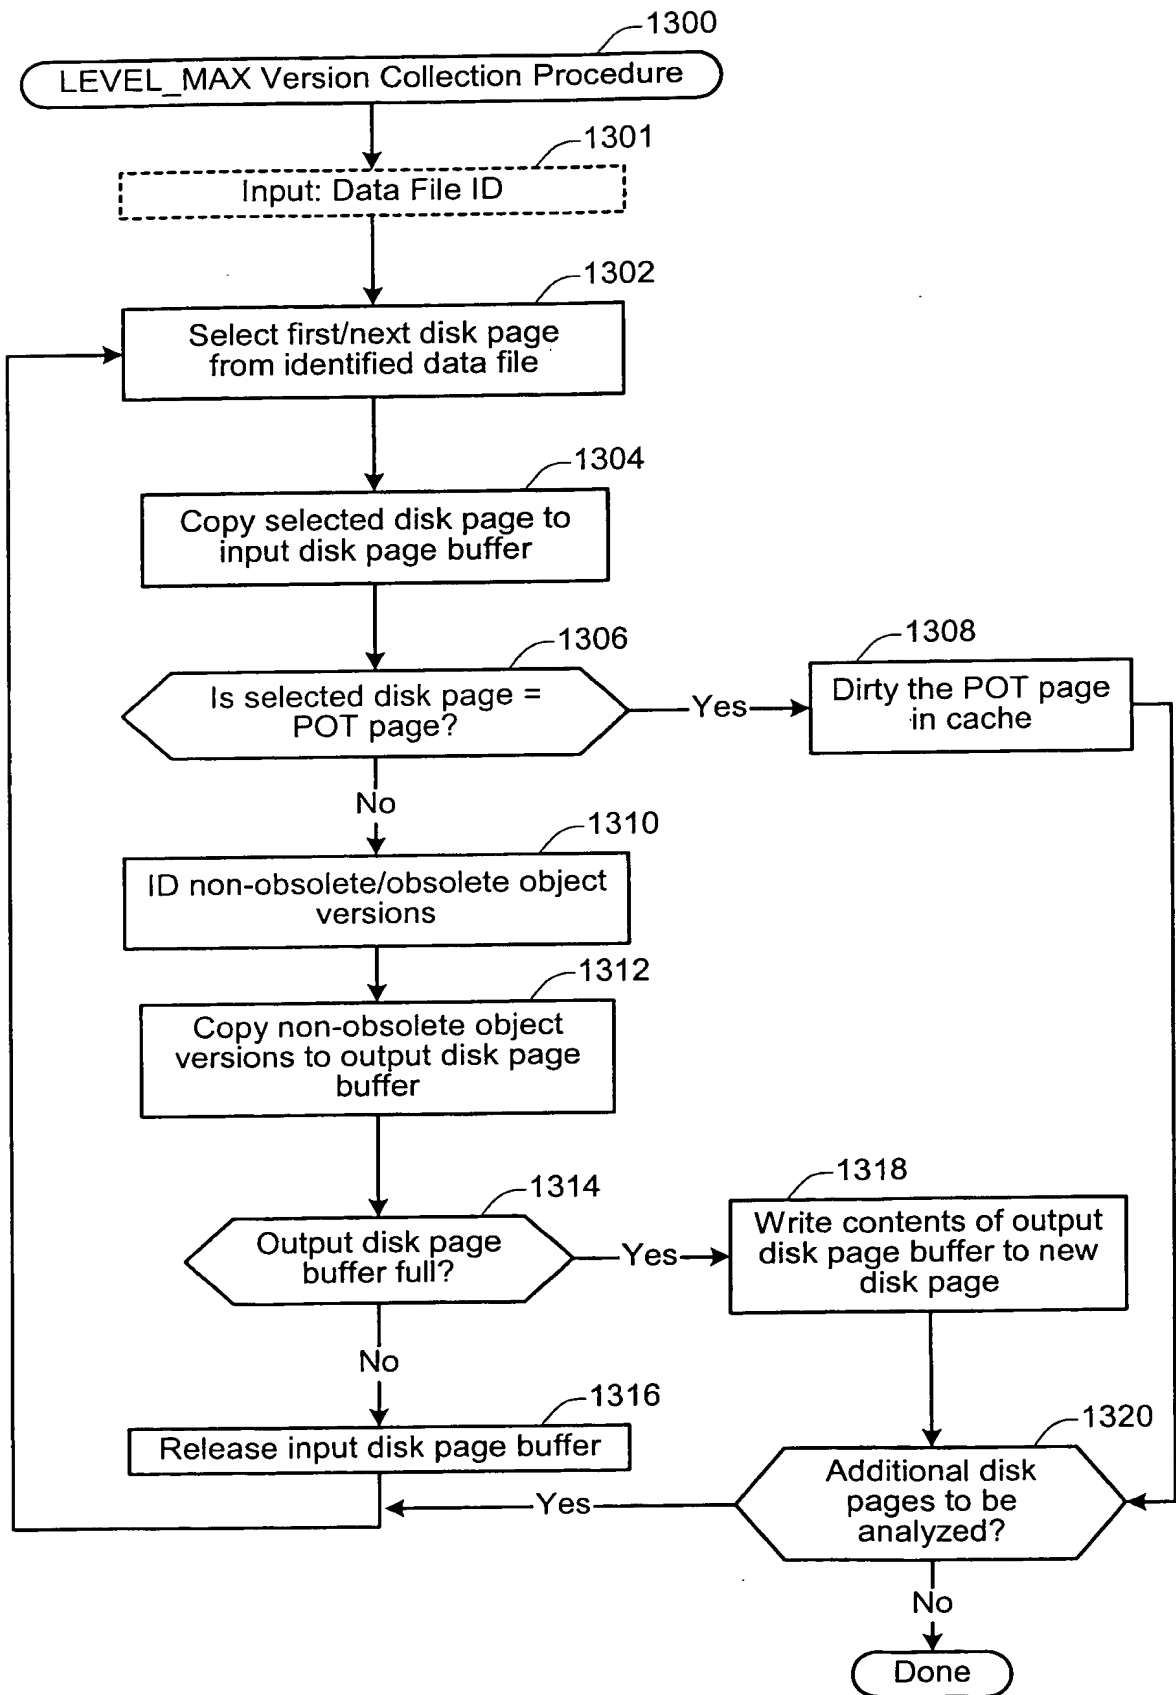 1300
LEVEL_MAX Version Collection Procedure
1301
Input: Data File ID
1302
Select first/next disk page
from identified data file
1304
Copy selected disk page to
input disk page buffer
1306
Is selected disk page =
POT page?
Yes
1308
Dirty the POT page
in cache
No
1310
ID non-obsolete/obsolete object
versions
1312
Copy non-obsolete object
versions to output disk page
buffer
1314
Output disk page
buffer full?
Yes
1318
Write contents of output
disk page buffer to new
disk page
No
1316
Release input disk page buffer
1320
Additional disk
pages to be
analyzed?
Yes
No
Done